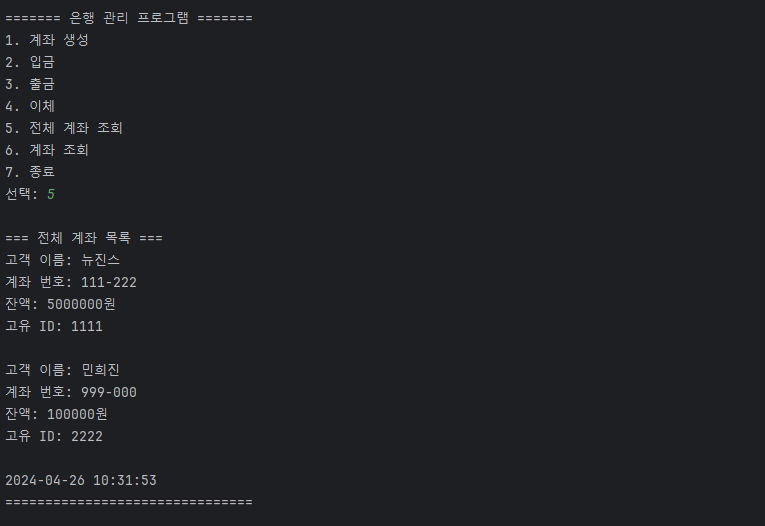 ======= 은행 관리 프로그램 =======
1. 계좌 생성
2. 입금
3. 출금
4. 이체
5. 전체 계좌 조회
6. 계좌 조회
7. 종료
선택: 5
=== 전체 계좌 목록 ===
고객 이름: 뉴진스
계좌 번호: 111-222
잔액: 5000000원
고유 ID: 1111
고객 이름: 민희진
계좌 번호: 999-000
잔액: 100000원
고유 ID: 2222
2024-04-26 10:31:53
===============================